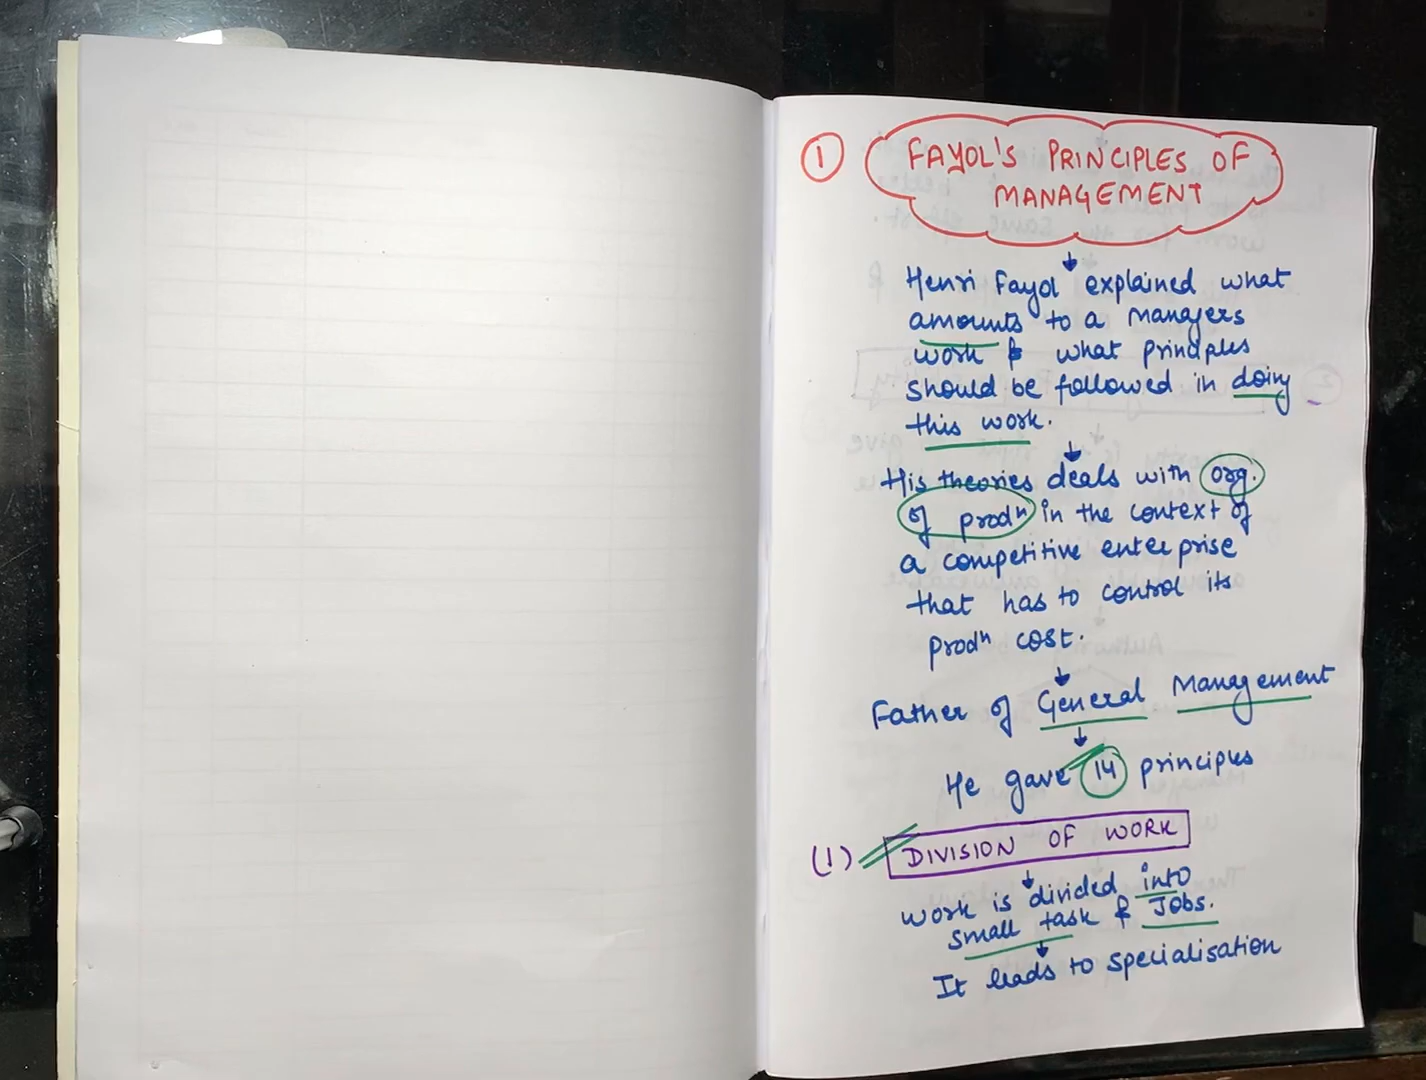 1 FAYOL'S PRINCIPLES OF
MANAGEMENT
Henri Fayol explained what
amounts to a managers
work & what principles
should be followed in doing
this work.
His theories deals with org.
of prodⁿ in the context of
a competitive enterprise
that has to control its
prodⁿ cost.
Father of General Management
He gave 14 principles
(1) DIVISION OF WORK
work is divided into
small task & Jobs.
It leads to specialisation